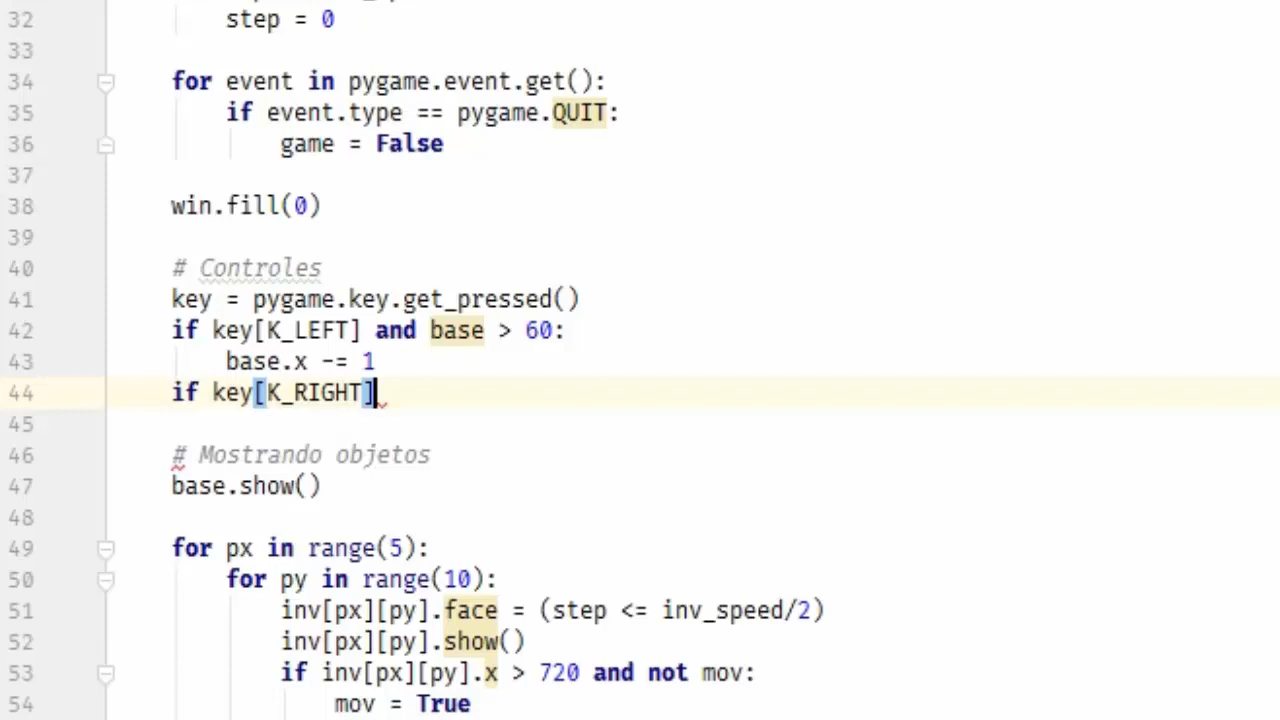 32 step = 0
33
34 for event in pygame.event.get():
35 if event.type == pygame.QUIT:
36 game = False
37
38 win.fill(0)
39
40 # Controles
41 key = pygame.key.get_pressed()
42 if key[K_LEFT] and base > 60:
43 base.x -= 1
44 if key[K_RIGHT]
45
46 # Mostrando objetos
47 base.show()
48
49 for px in range(5):
50 for py in range(10):
51 inv[px][py].face = (step <= inv_speed/2)
52 inv[px][py].show()
53 if inv[px][py].x > 720 and not mov:
54 mov = True